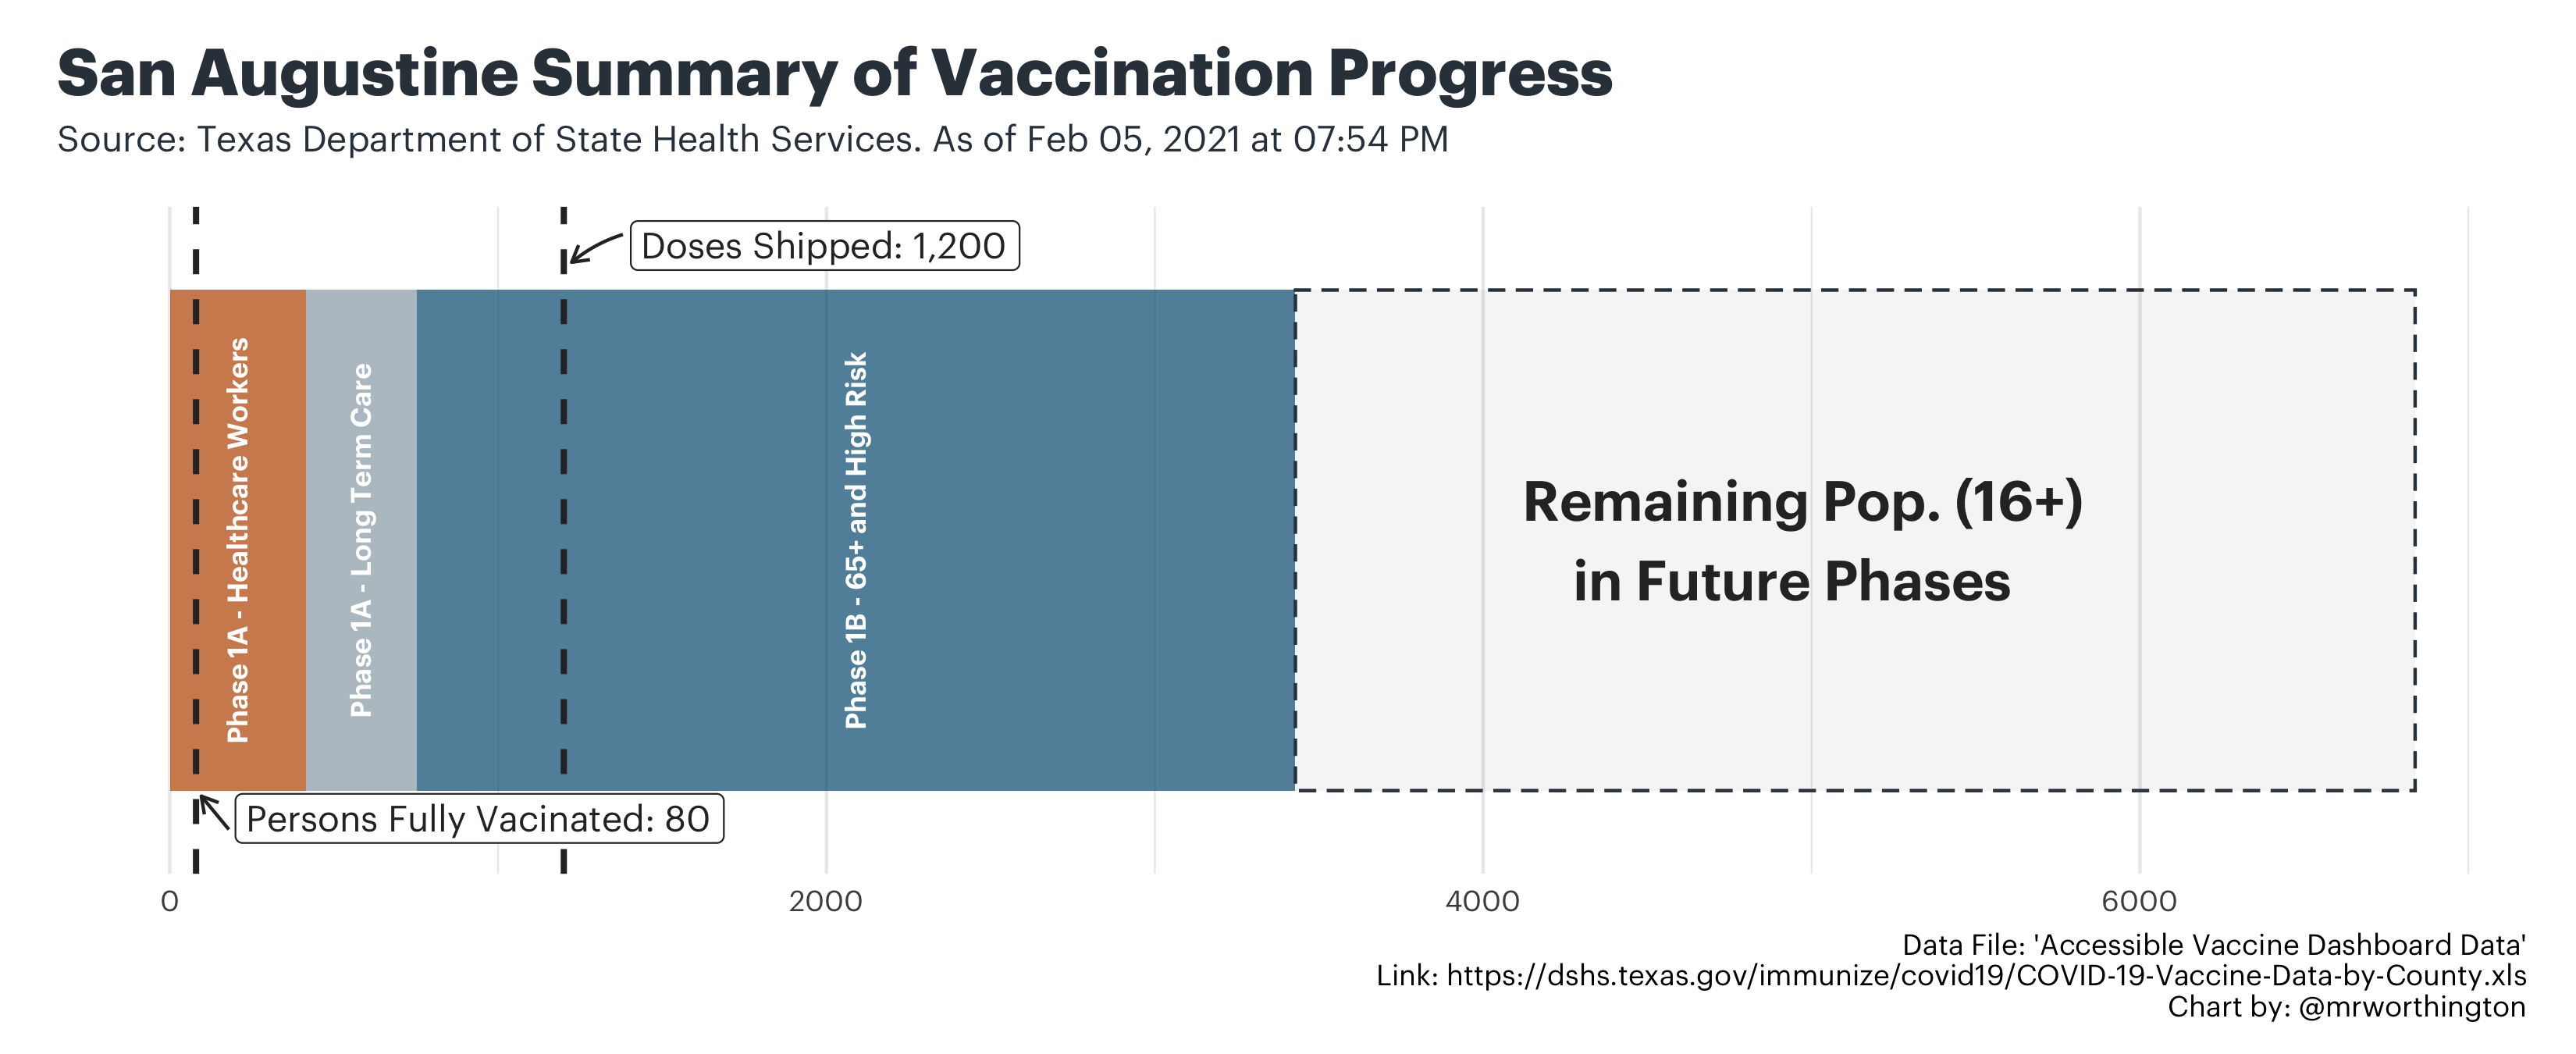 San Augustine Summary of Vaccination Progress
Source: Texas Department of State Health Services. As of Feb 05, 2021 at 07:54 PM
Doses Shipped: 1,200
Phase 1A - Healthcare Workers
Phase 1A - Long Term Care
Phase 1B - 65+ and High Risk
Remaining Pop. (16+)
in Future Phases
Persons Fully Vacinated: 80
0
2000
4000
6000
Data File: 'Accessible Vaccine Dashboard Data'
Link: https://dshs.texas.gov/immunize/covid19/COVID-19-Vaccine-Data-by-County.xls
Chart by: @mrworthington